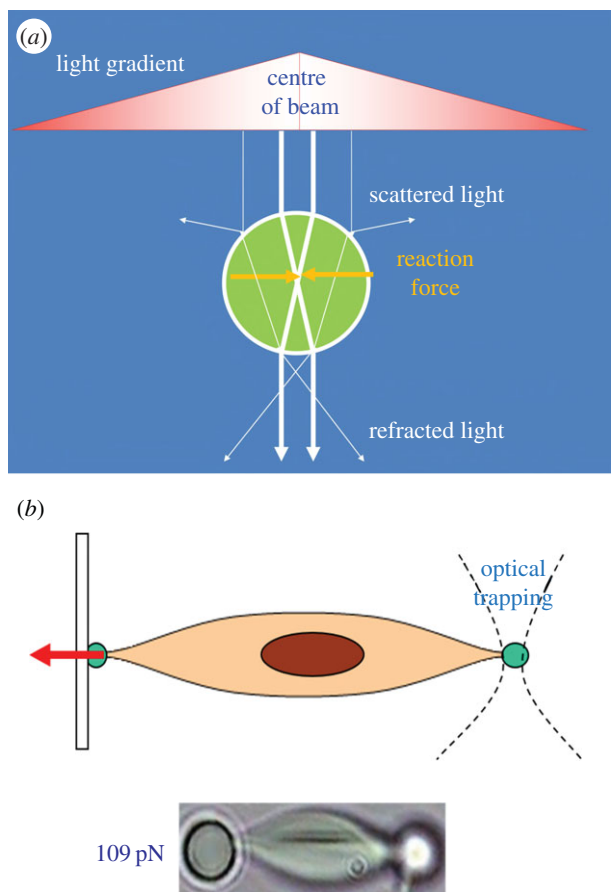 (a)
light gradient
centre
of beam
scattered light
reaction
force
refracted light
(b)
optical
trapping
109 pN